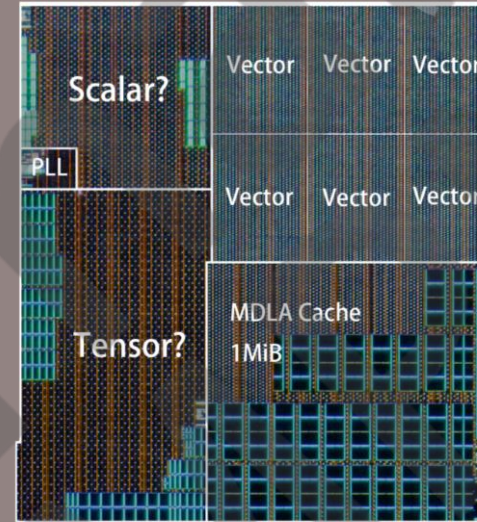 Scalar?
PLL
Vector Vector Vector
Vector Vector Vector
Tensor?
MDLA Cache
1MiB